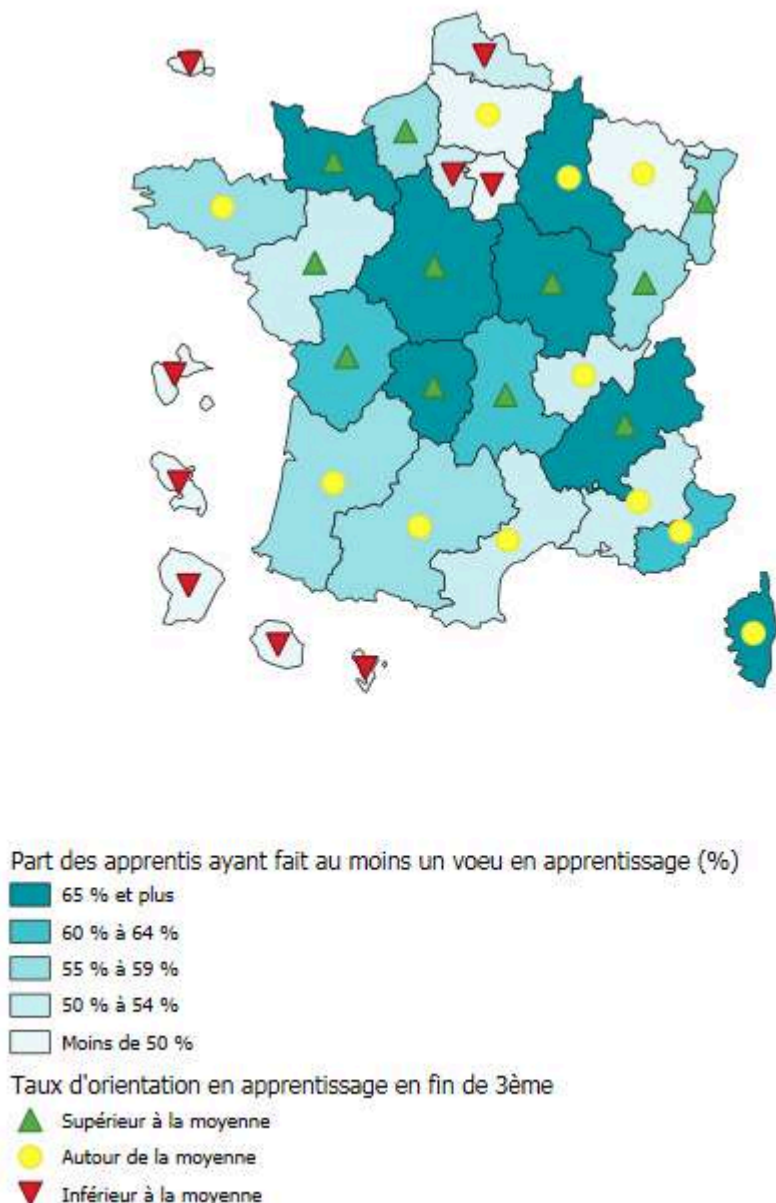 Part des apprentis ayant fait au moins un voeu en apprentissage (%)
65 % et plus
60 % à 64 %
55 % à 59 %
50 % à 54 %
Moins de 50 %
Taux d'orientation en apprentissage en fin de 3ème
Supérieur à la moyenne
Autour de la moyenne
Inférieur à la moyenne